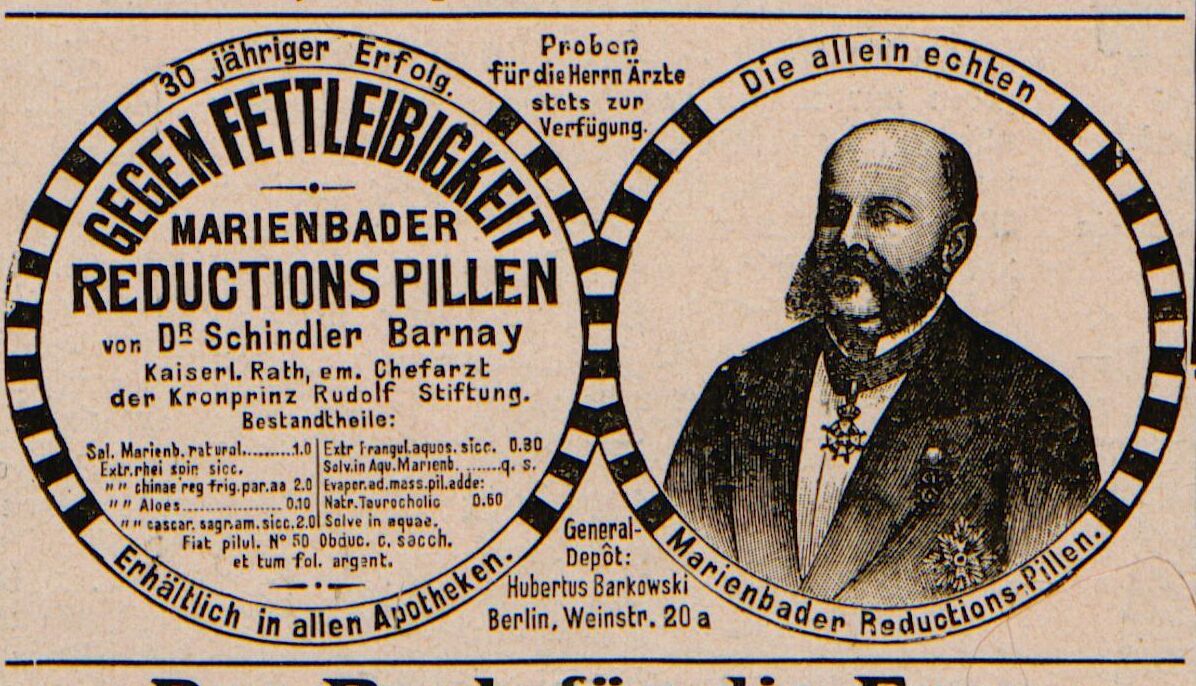 30 jähriger Erfolg.
GEGEN FETTLEIBIGKEIT
MARIENBADER
REDUCTIONS PILLEN
von DR Schindler Barnay
Kaiserl. Rath, em. Chefarzt
der Kronprinz Rudolf Stiftung.
Bestandtheile:
Sal. Marienb. natural.........1.0
Extr. rhei spir sicc.
"" chinae reg frig. par. aa 2.0
"" Aloes...............0.10
"" cascar. sagr. am. sicc. 2.0
Extr frangul. aquos. sicc. 0.30
Solv. in Aqu. Marienb. .......q. s.
Evaper. ad. mass. pil. adde:
Natr. Taurocholic 0.60
Solve in aquae.
Fiat pilul. No 50 Obduc. c. sacch.
et tum fol. argent.
Erhältlich in allen Apotheken.
Proben
für die Herrn Ärzte
stets zur
Verfügung.
General-
Depôt:
Hubertus Barkowski
Berlin, Weinstr. 20 a
Die allein echten
Marienbader Reductions-Pillen.